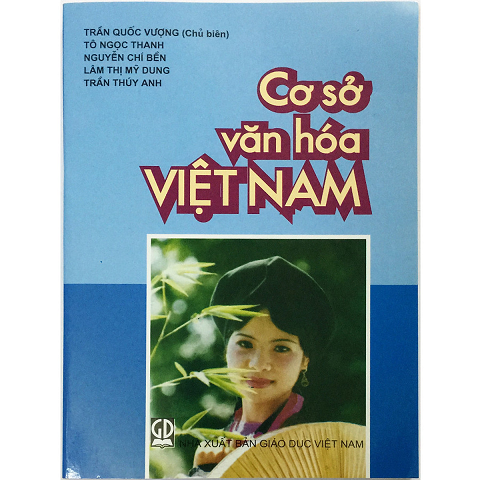 TRẦN QUỐC VƯỢNG (Chủ biên)
TÔ NGỌC THANH
NGUYỄN CHÍ BỀN
LÂM THỊ MỸ DUNG
TRẦN THÚY ANH
Cơ sở
văn hóa
VIỆT NAM
GD
NHÀ XUẤT BẢN GIÁO DỤC VIỆT NAM